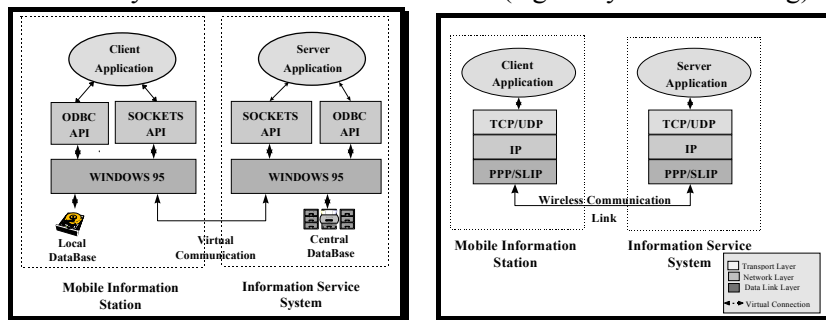 Client
Application
Server
Application
ODBC
API
SOCKETS
API
SOCKETS
API
ODBC
API
WINDOWS 95
WINDOWS 95
Local
DataBase
Virtual
Communication
Central
DataBase
Mobile Information
Station
Information Service
System
Client
Application
Server
Application
TCP/UDP
TCP/UDP
IP
IP
PPP/SLIP
PPP/SLIP
Wireless Communication
Link
Mobile Information
Station
Information Service
System
Transport Layer
Network Layer
Data Link Layer
Virtual Connection